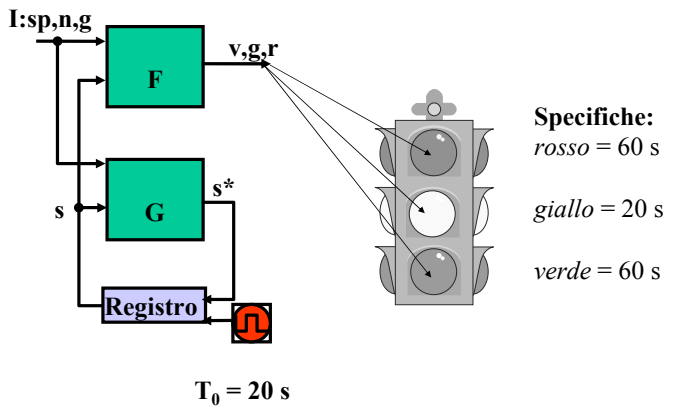 I:sp,n,g
v,g,r
F
Specifiche:
rosso = 60 s
s*
giallo = 20 s
s
G
verde = 60 s
Registro
T₀ = 20 s